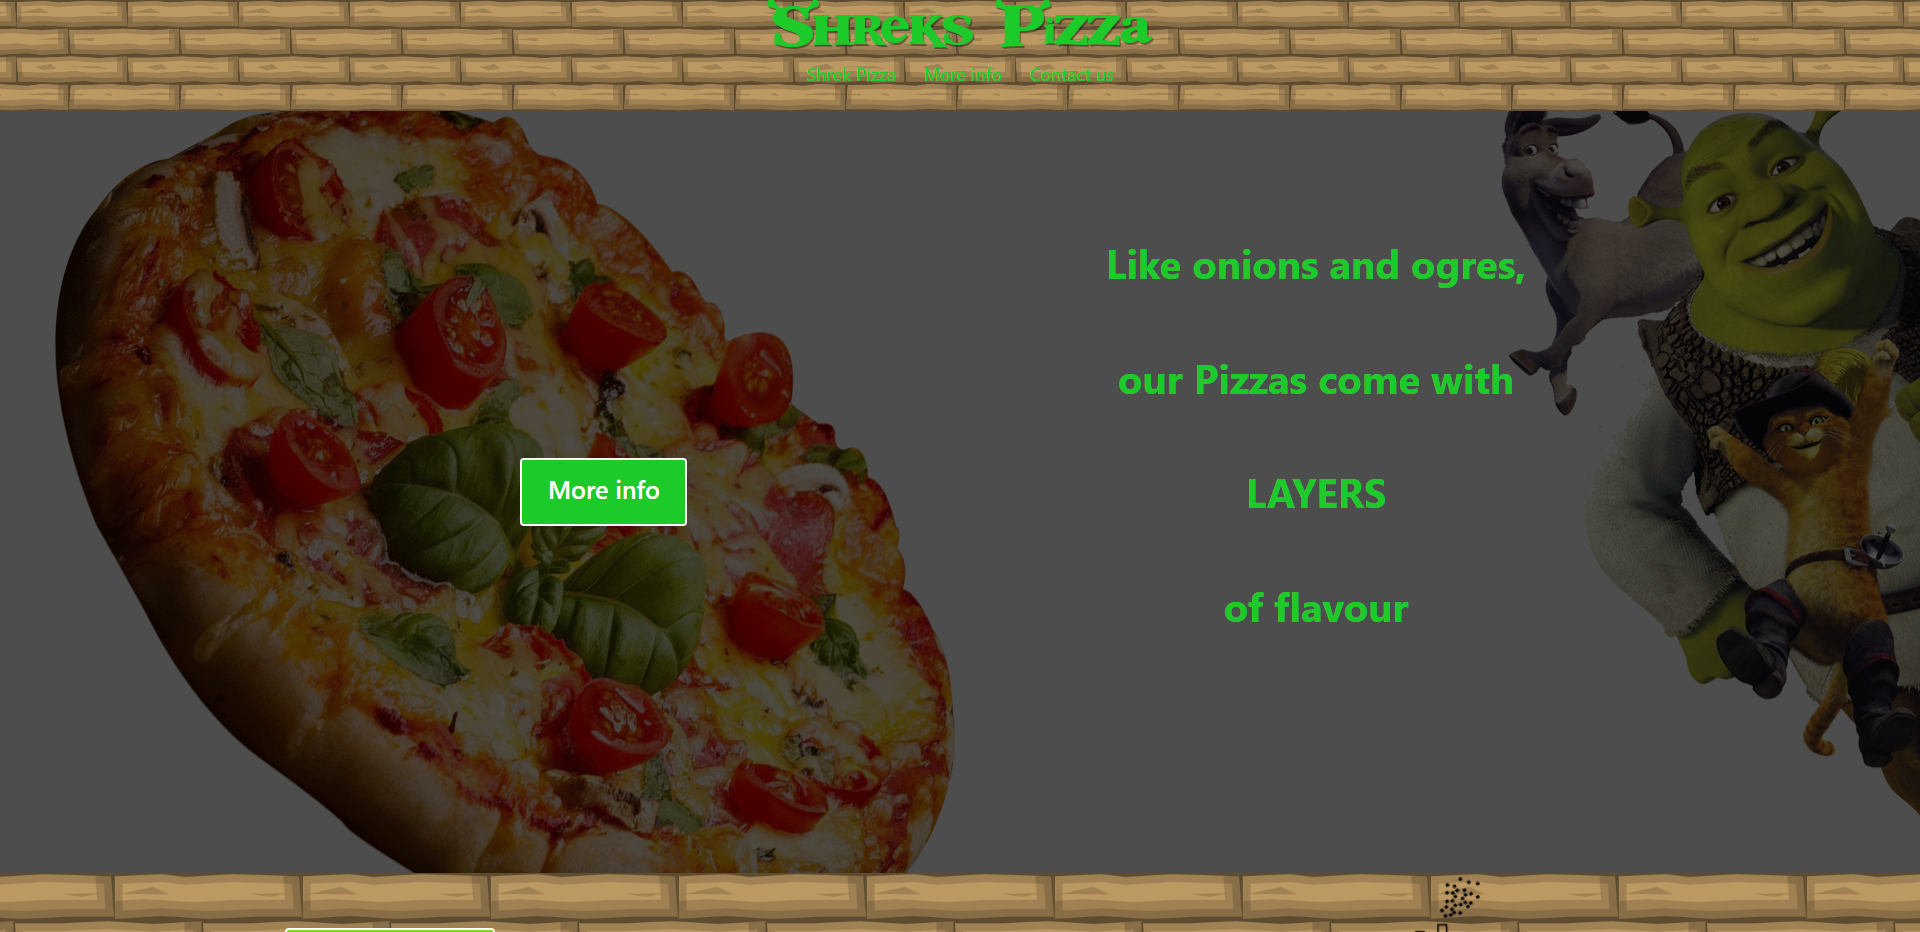 Shreks Pizza
Shrek Pizza More info Contact us
Like onions and ogres,
our Pizzas come with
More info
LAYERS
of flavour